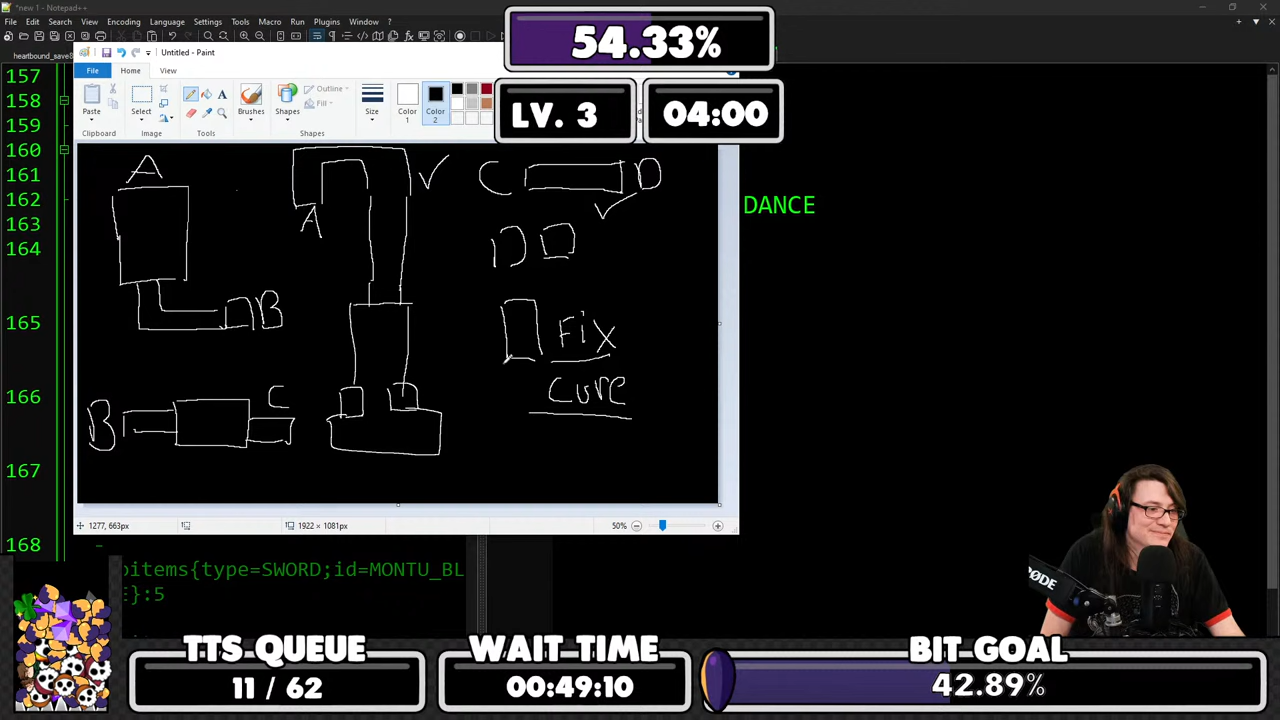 *new 1 - Notepad++
File Edit Search View Encoding Language Settings Tools Macro Run Plugins Window ?
54.33%
LV. 3
04:00
Untitled - Paint
File Home View
Paste
Select
Brushes
Shapes
Outline
Fill
Size
Color 1
Color 2
Clipboard
Image
Tools
Shapes
157
158
159
160
161
162
163
164
165
166
167
168
DANCE
A
B
A
C D
D
Fix
Cure
B C
1277, 663px
1922 × 1081px
50%
pitems{type=SWORD;id=MONTU_BL
E}:5
RØDE
TTS QUEUE
11 / 62
WAIT TIME
00:49:10
BIT GOAL
42.89%